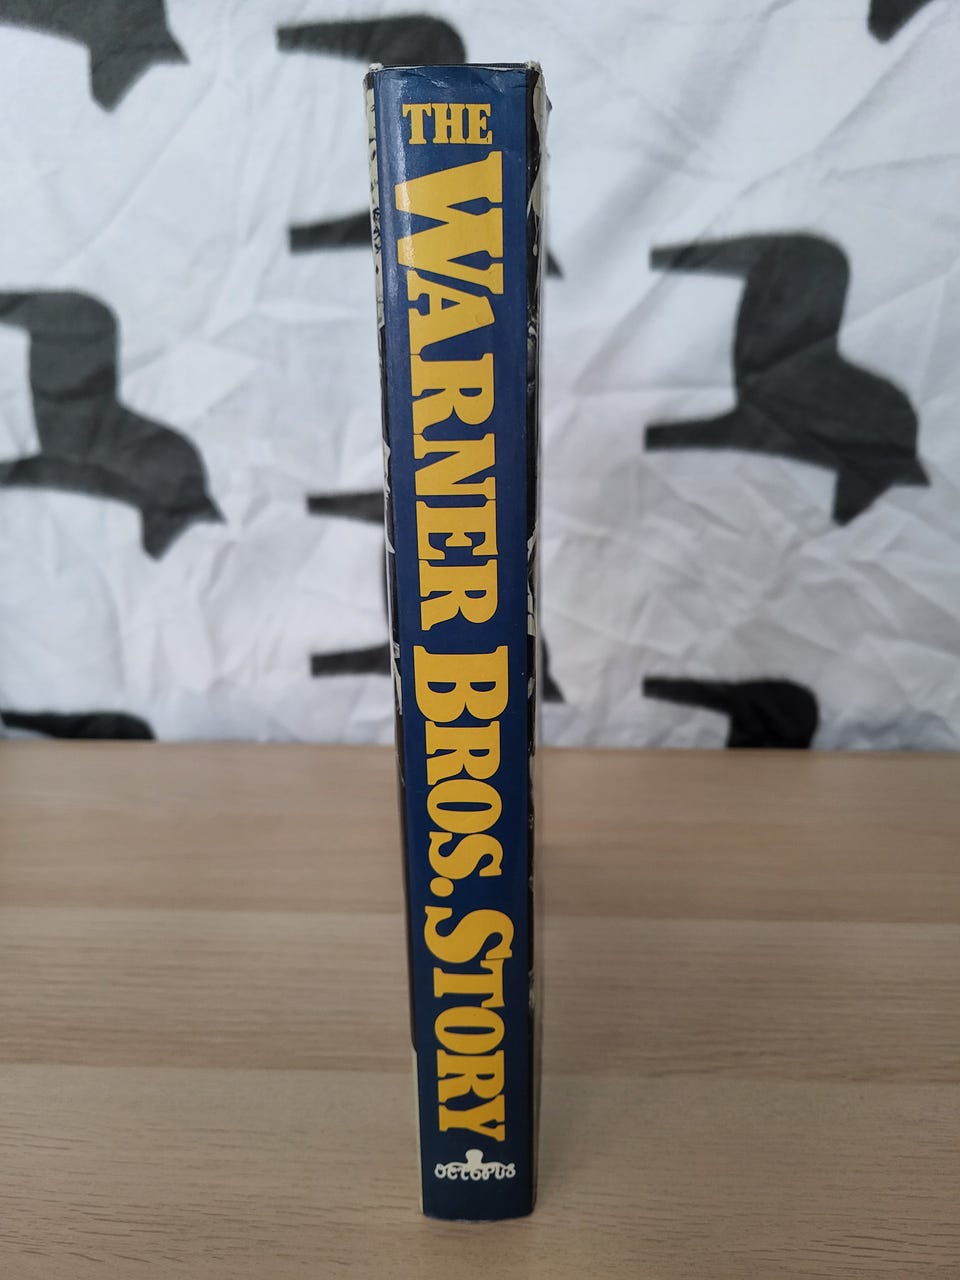 THE
WARNER BROS. STORY
OCTOPUS